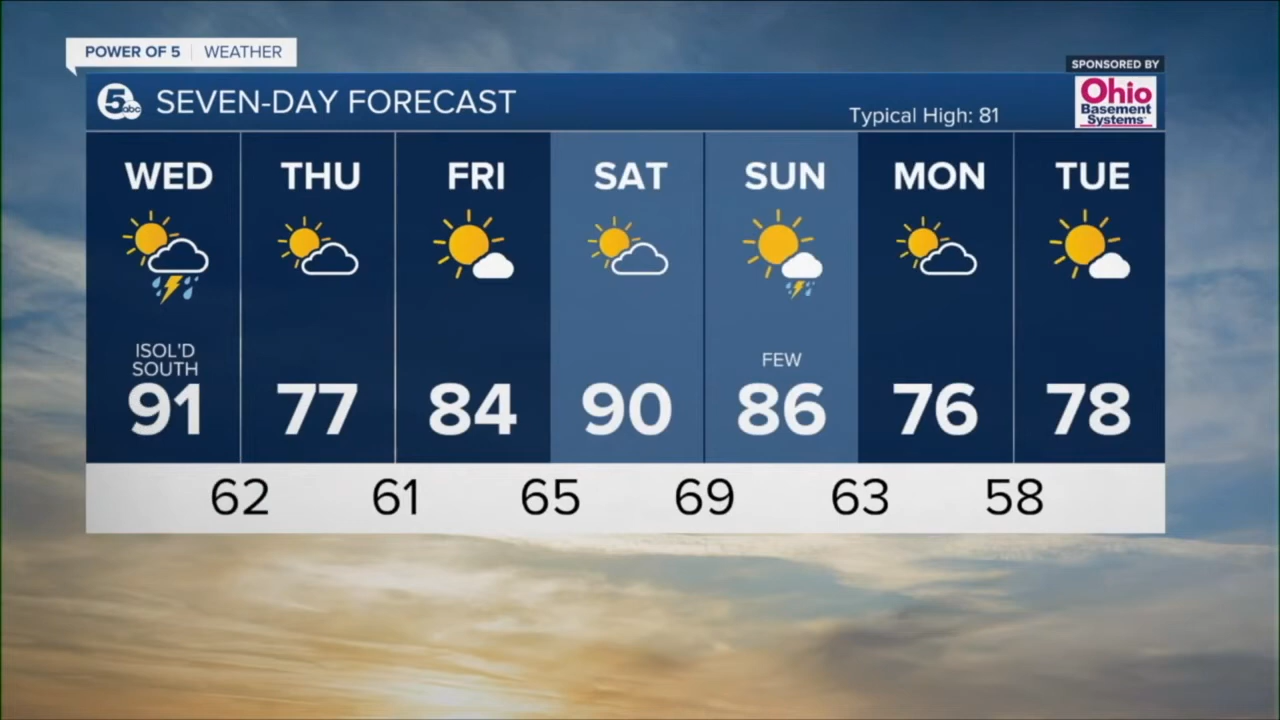 POWER OF 5 | WEATHER
SPONSORED BY
5 abc SEVEN-DAY FORECAST
Typical High: 81
Ohio
Basement
Systems
WED THU FRI SAT SUN MON TUE
ISOL'D
SOUTH
FEW
91 77 84 90 86 76 78
62 61 65 69 63 58